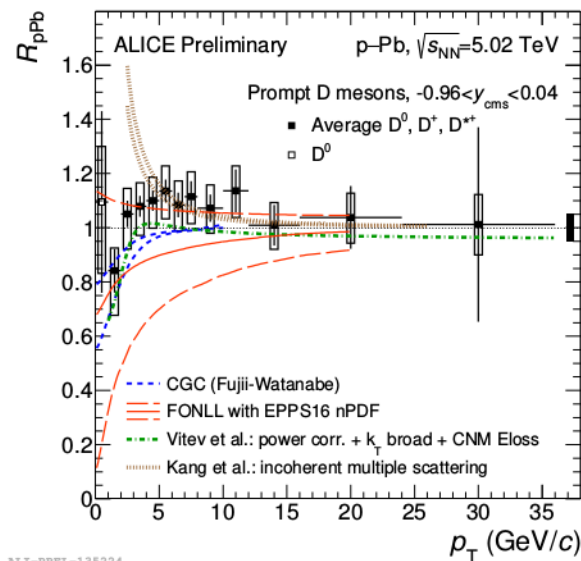 R_pPb
ALICE Preliminary
p–Pb, √s_NN=5.02 TeV
Prompt D mesons, -0.96<y_cms<0.04
Average D⁰, D⁺, D*⁺
D⁰
1.6
1.4
1.2
1
0.8
0.6
0.4
0.2
0
CGC (Fujii-Watanabe)
FONLL with EPPS16 nPDF
Vitev et al.: power corr. + k_T broad + CNM Eloss
Kang et al.: incoherent multiple scattering
0 5 10 15 20 25 30 35
p_T (GeV/c)